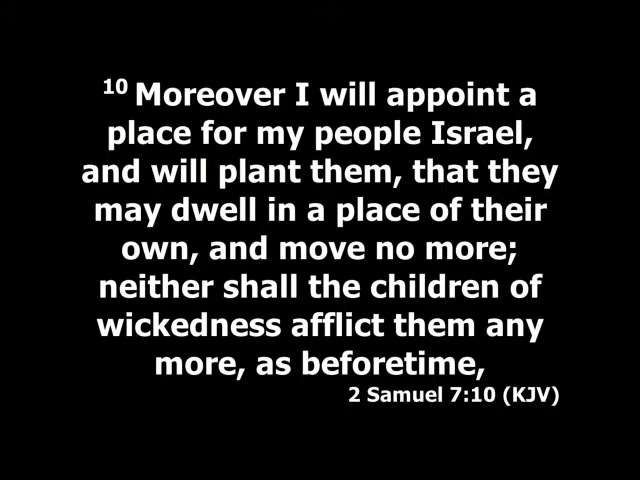 10 Moreover I will appoint a
place for my people Israel,
and will plant them, that they
may dwell in a place of their
own, and move no more;
neither shall the children of
wickedness afflict them any
more, as beforetime,
2 Samuel 7:10 (KJV)